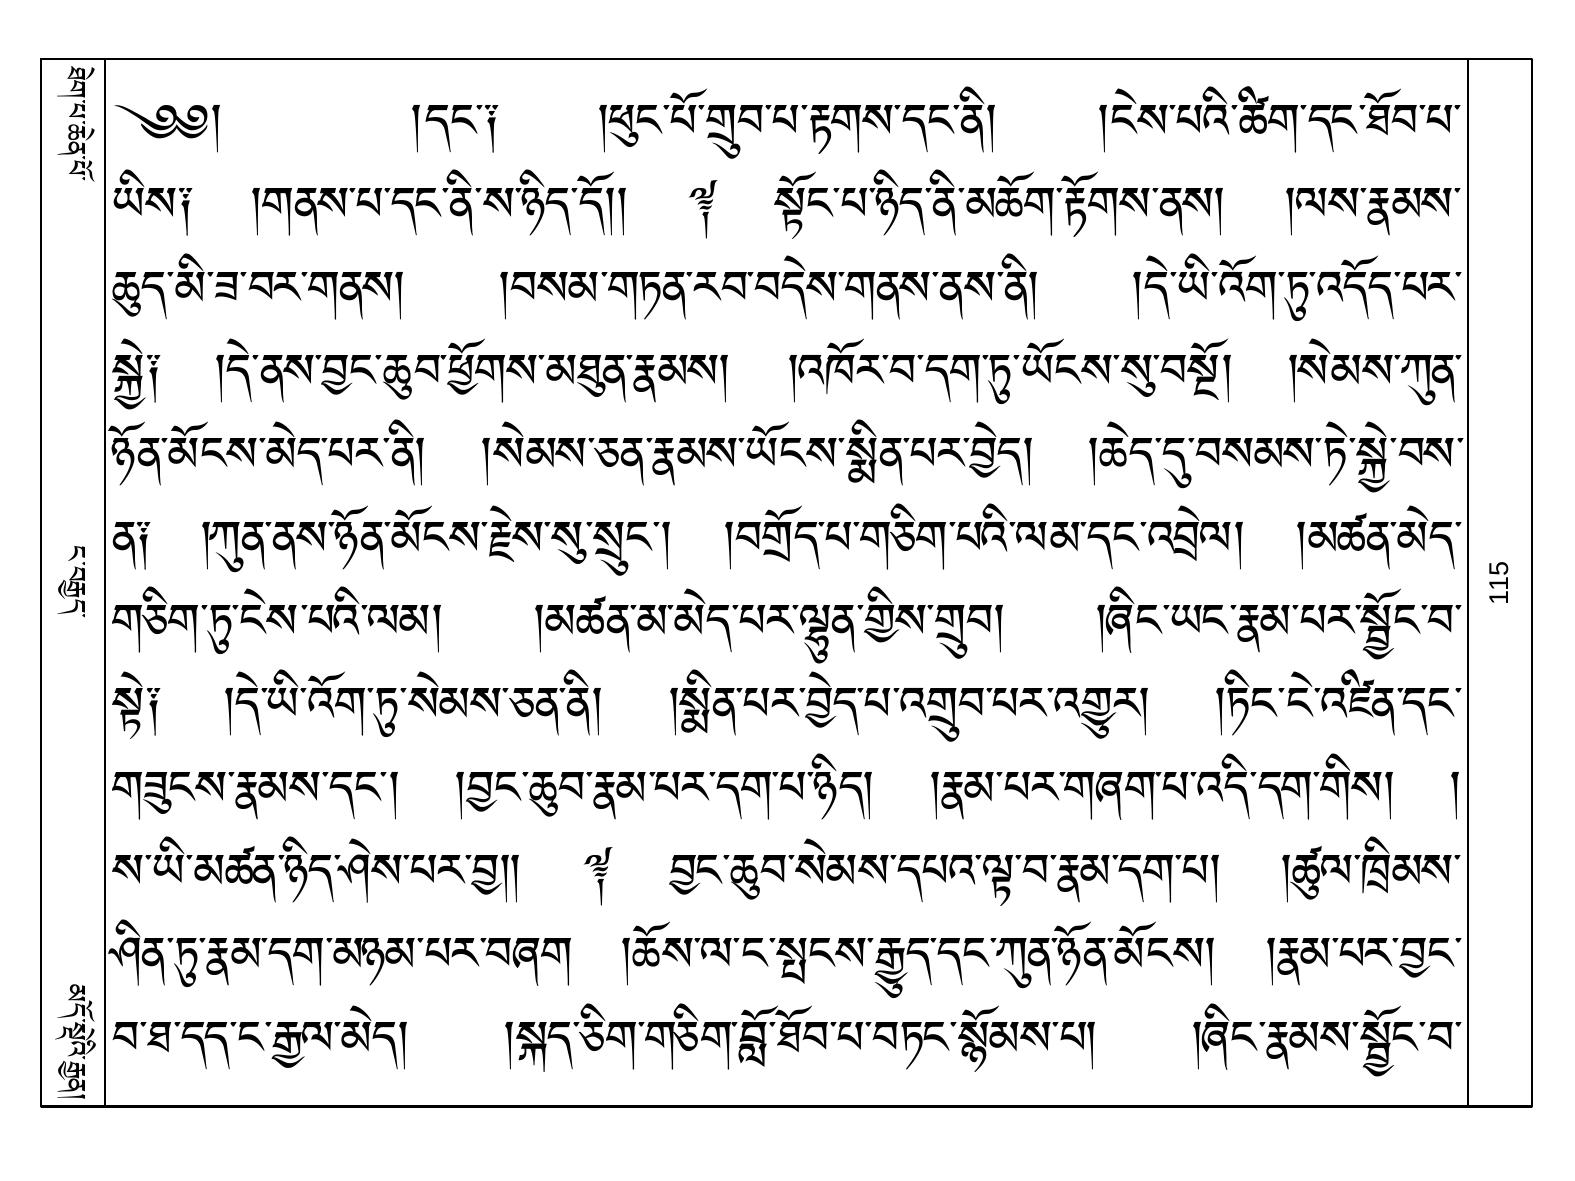 ཐེག་པ་ཆེན་པོ་
ང་བརྒྱད་
མདོ་སྡེའི་རྒྱན།
༄༅། །དང་༔ །ཕུང་པོ་གྲུབ་པ་རྟགས་དང་ནི། །ངེས་པའི་ཚིག་དང་ཐོབ་པ་
ཡིས༔ །གནས་པ་དང་ནི་ས་ཉིད་དོ།། ༈ སྟོང་པ་ཉིད་ནི་མཆོག་རྟོགས་ནས། །ལས་རྣམས་
ཆུད་མི་ཟ་བར་གནས། །བསམ་གཏན་རབ་བདེས་གནས་ནས་ནི། །དེ་ཡི་འོག་ཏུ་འདོད་པར་
སྐྱེ༔ །དེ་ནས་བྱང་ཆུབ་ཕྱོགས་མཐུན་རྣམས། །འཁོར་བ་དག་ཏུ་ཡོངས་སུ་བསྔོ། །སེམས་ཀུན་
ཉོན་མོངས་མེད་པར་ནི། །སེམས་ཅན་རྣམས་ཡོངས་སྨིན་པར་བྱེད། །ཆེད་དུ་བསམས་ཏེ་སྐྱེ་བས་
ན༔ །ཀུན་ནས་ཉོན་མོངས་རྗེས་སུ་སྲུང་། །བགྲོད་པ་གཅིག་པའི་ལམ་དང་འབྲེལ། །མཚན་མེད་
གཅིག་ཏུ་ངེས་པའི་ལམ། །མཚན་མ་མེད་པར་ལྷུན་གྱིས་གྲུབ། །ཞིང་ཡང་རྣམ་པར་སྦྱོང་བ་
སྟེ༔ །དེ་ཡི་འོག་ཏུ་སེམས་ཅན་ནི། །སྨིན་པར་བྱེད་པ་འགྲུབ་པར་འགྱུར། །ཏིང་ངེ་འཛིན་དང་
གཟུངས་རྣམས་དང་། །བྱང་ཆུབ་རྣམ་པར་དག་པ་ཉིད། །རྣམ་པར་གཞག་པ་འདི་དག་གིས། །
ས་ཡི་མཚན་ཉིད་ཤེས་པར་བྱ།། ༈ བྱང་ཆུབ་སེམས་དཔའ་ལྟ་བ་རྣམ་དག་པ། །ཚུལ་ཁྲིམས་
ཤིན་ཏུ་རྣམ་དག་མཉམ་པར་བཞག །ཆོས་ལ་ང་སྤངས་རྒྱུད་དང་ཀུན་ཉོན་མོངས། །རྣམ་པར་བྱང་
བ་ཐ་དད་ང་རྒྱལ་མེད། །སྐད་ཅིག་གཅིག་བློ་ཐོབ་པ་བཏང་སྙོམས་པ། །ཞིང་རྣམས་སྦྱོང་བ་
115